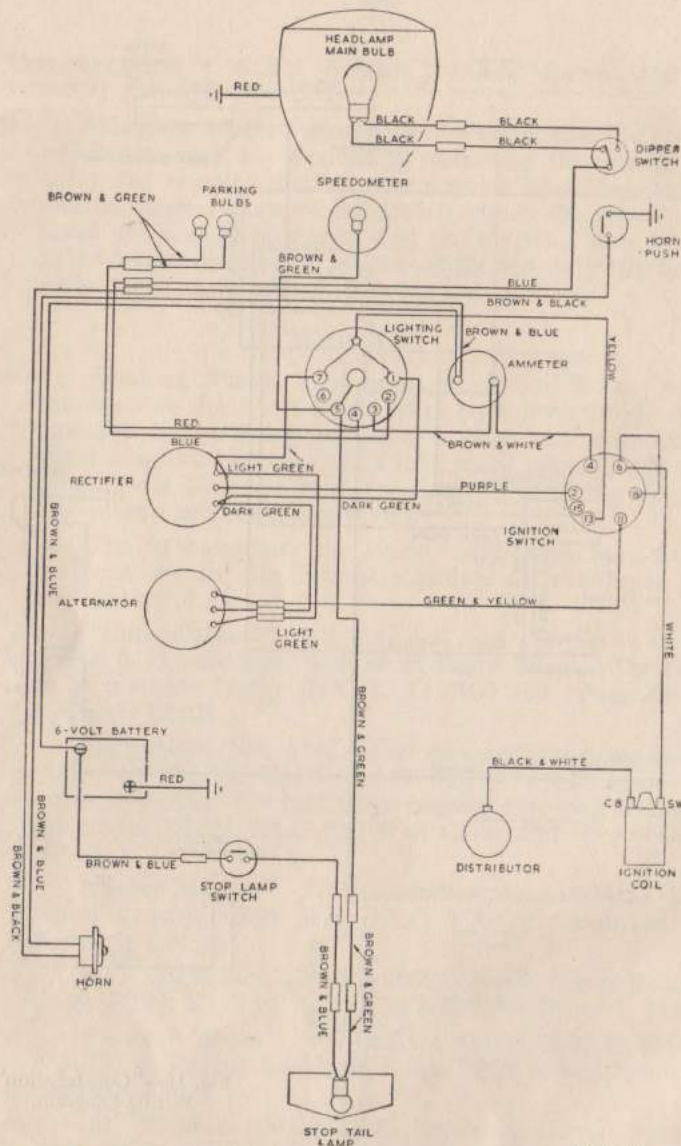 HEADLAMP
MAIN BULB
RED
BLACK
BLACK
BLACK
BLACK
DIPPER
SWITCH
SPEEDOMETER
PARKING
BULBS
BROWN & GREEN
HORN
PUSH
BROWN &
GREEN
BLUE
BROWN & BLACK
LIGHTING
SWITCH
BROWN & BLUE
AMMETER
YELLOW
7
1
6
2
5
4
3
RED
BLUE
BROWN & WHITE
LIGHT GREEN
RECTIFIER
PURPLE
4
6
2
15
13
11
DARK GREEN
DARK GREEN
IGNITION
SWITCH
BROWN & BLUE
ALTERNATOR
GREEN & YELLOW
LIGHT
GREEN
WHITE
BROWN & GREEN
6-VOLT BATTERY
RED
BLACK & WHITE
CB
SW
DISTRIBUTOR
IGNITION
COIL
BROWN & BLUE
STOP LAMP
SWITCH
BROWN & BLUE
BROWN & BLACK
HORN
BROWN & BLUE
BROWN & GREEN
BROWN & GREEN
STOP TAIL
LAMP